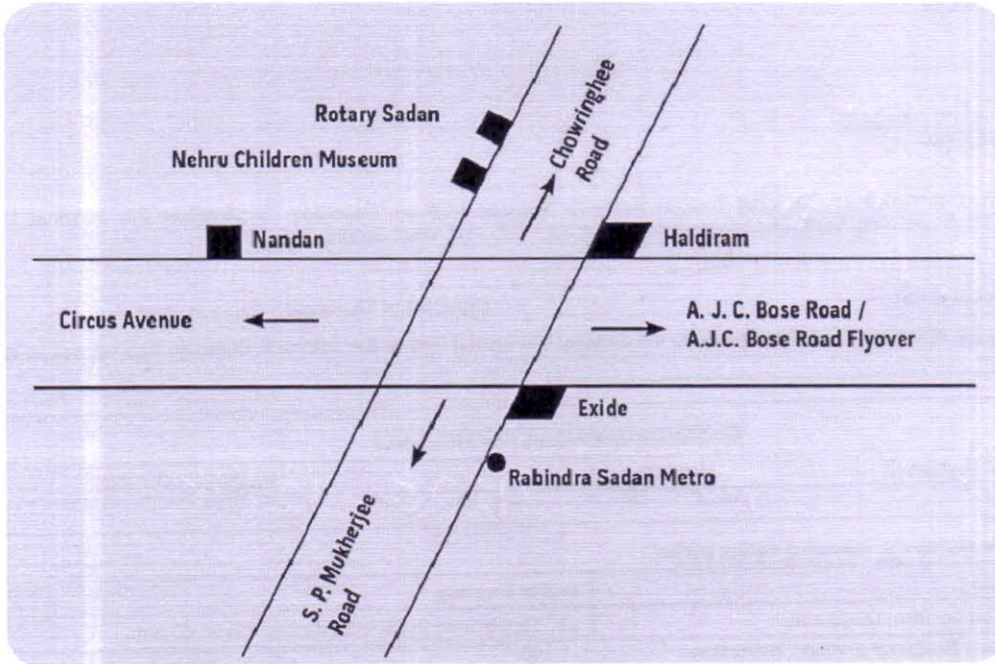 Rotary Sadan
Nehru Children Museum
Chowringhee
Road
Nandan
Haldiram
Circus Avenue
A. J. C. Bose Road /
A.J.C. Bose Road Flyover
Exide
Rabindra Sadan Metro
S. P. Mukherjee
Road